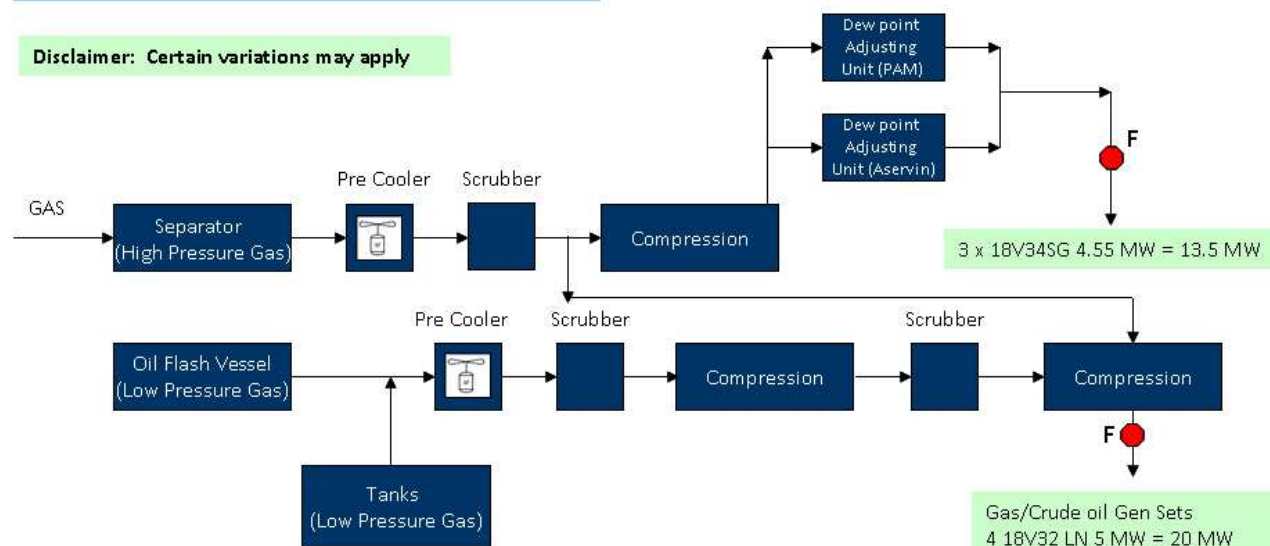 Disclaimer: Certain variations may apply
Dew point
Adjusting
Unit (PAM)
Dew point
Adjusting
Unit (Aservin)
F
GAS
Separator
(High Pressure Gas)
Pre Cooler
Scrubber
Compression
3 x 18V34SG 4.55 MW = 13.5 MW
Oil Flash Vessel
(Low Pressure Gas)
Pre Cooler
Scrubber
Compression
Scrubber
Compression
F
Tanks
(Low Pressure Gas)
Gas/Crude oil Gen Sets
4 18V32 LN 5 MW = 20 MW